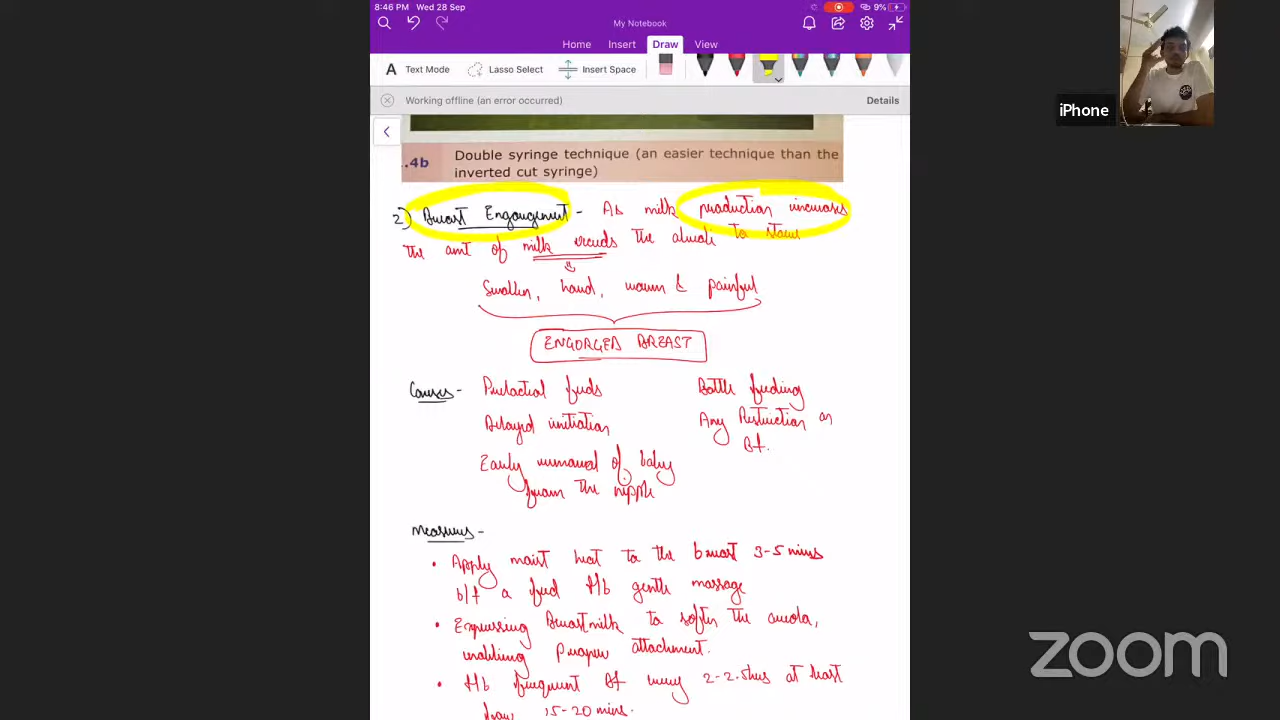 8:46 PM Wed 28 Sep
9%
My Notebook
Home Insert Draw View
A Text Mode Lasso Select Insert Space
Working offline (an error occurred) Details
iPhone
.4b Double syringe technique (an easier technique than the
inverted cut syringe)
2) Breast Engorgement - As milk production increases
the amt of milk exceeds the alveoli to store
Swollen, hard, warm & painful
ENGORGED BREAST
Causes - Prelacteal feeds
Delayed initiation
Early removal of baby
from the nipple
Bottle feeding
Any Restriction on
Bf.
Measures -
• Apply moist heat to the breast 3-5 mins
b/f a feed f/b gentle massage
• Expressing Breastmilk to soften the areola,
enabling Proper attachment.
• f/b frequent Bf every 2-2.5hrs at least
for 15-20 mins.
zoom